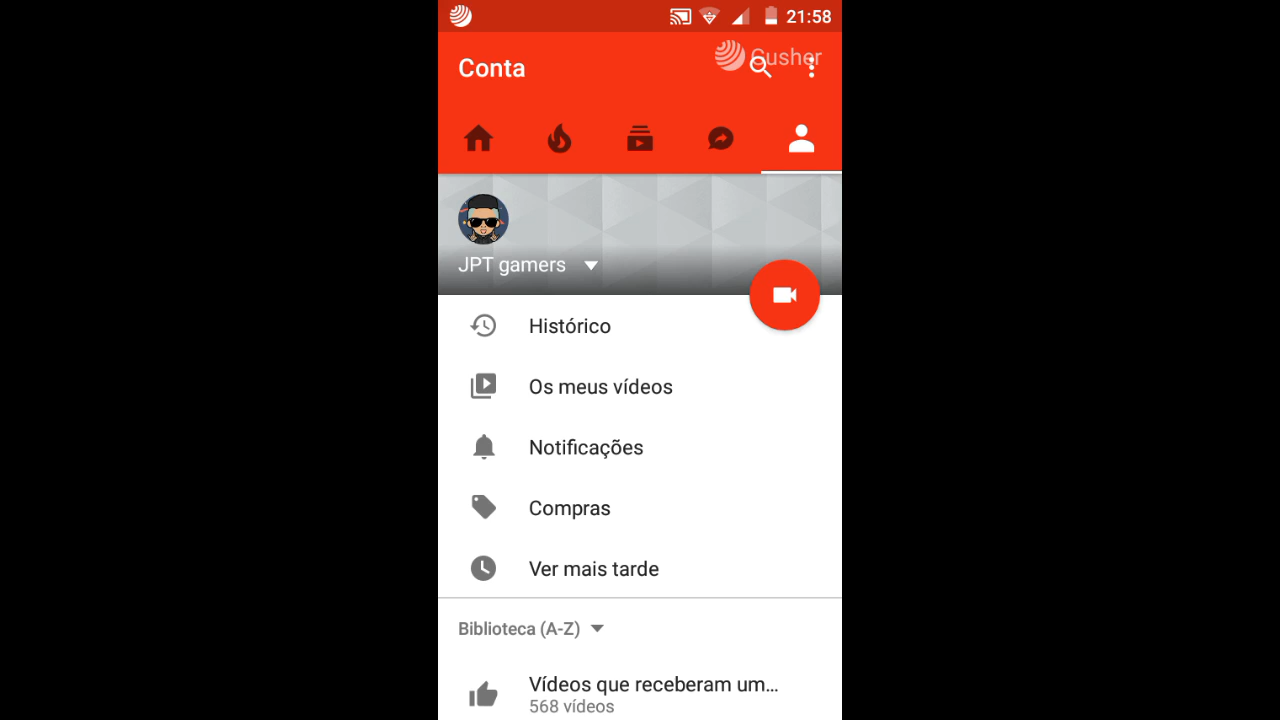 21:58
Gusher
Conta
JPT gamers
Histórico
Os meus vídeos
Notificações
Compras
Ver mais tarde
Biblioteca (A-Z)
Vídeos que receberam um...
568 vídeos